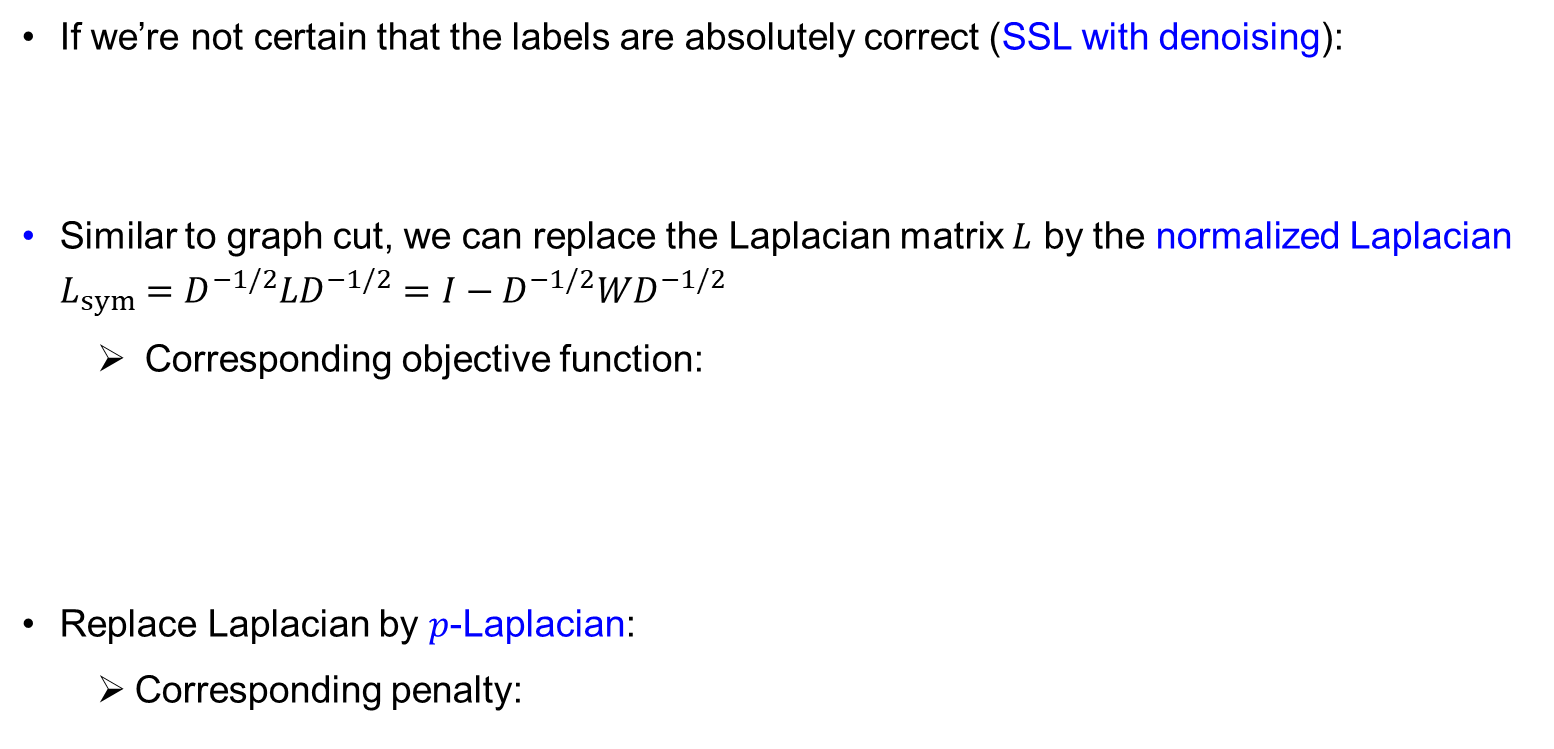 • If we’re not certain that the labels are absolutely correct (SSL with denoising):
• Similar to graph cut, we can replace the Laplacian matrix 𝐿 by the normalized Laplacian
𝐿_sym = 𝐷^{−1/2}𝐿𝐷^{−1/2} = 𝐼 − 𝐷^{−1/2}𝑊𝐷^{−1/2}
➢ Corresponding objective function:
• Replace Laplacian by 𝑝-Laplacian:
➢ Corresponding penalty: